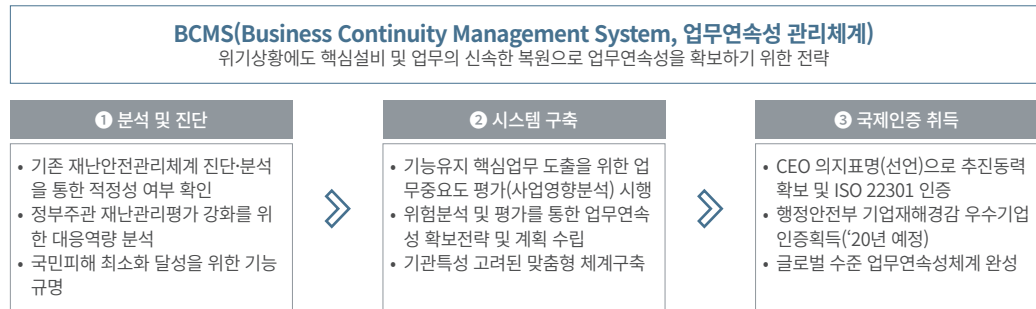 BCMS(Business Continuity Management System, 업무연속성 관리체계)
위기상황에도 핵심설비 및 업무의 신속한 복원으로 업무연속성을 확보하기 위한 전략
❶ 분석 및 진단
• 기존 재난안전관리체계 진단·분석
을 통한 적정성 여부 확인
• 정부주관 재난관리평가 강화를 위
한 대응역량 분석
• 국민피해 최소화 달성을 위한 기능
규명
❷ 시스템 구축
• 기능유지 핵심업무 도출을 위한 업
무중요도 평가(사업영향분석) 시행
• 위험분석 및 평가를 통한 업무연속
성 확보전략 및 계획 수립
• 기관특성 고려된 맞춤형 체계구축
❸ 국제인증 취득
• CEO 의지표명(선언)으로 추진동력
확보 및 ISO 22301 인증
• 행정안전부 기업재해경감 우수기업
인증획득(‘20년 예정)
• 글로벌 수준 업무연속성체계 완성